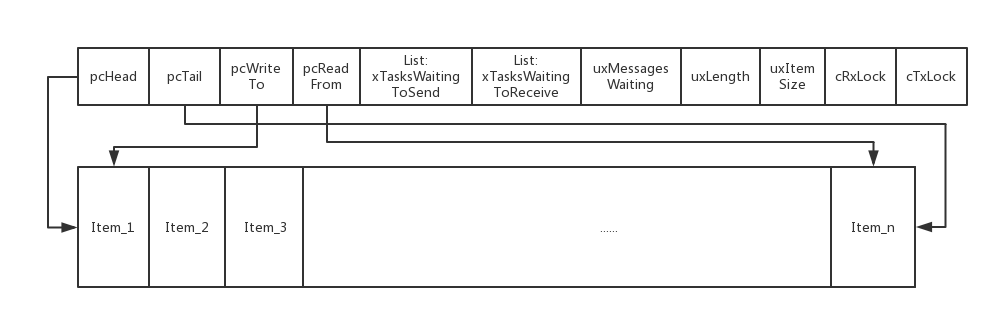 pcHead
pcTail
pcWrite
To
pcRead
From
List:
xTasksWaiting
ToSend
List:
xTasksWaiting
ToReceive
uxMessages
Waiting
uxLength
uxItem
Size
cRxLock
cTxLock
Item_1
Item_2
Item_3
......
Item_n